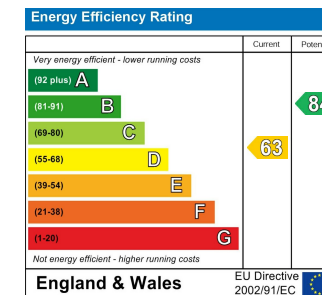 Energy Efficiency Rating
Current
Very energy efficient - lower running costs
(92 plus) A
(81-91) B
(69-80) C
(55-68) D
63
(39-54) E
(21-38) F
(1-20) G
Not energy efficient - higher running costs
England & Wales
EU Directive
2002/91/EC